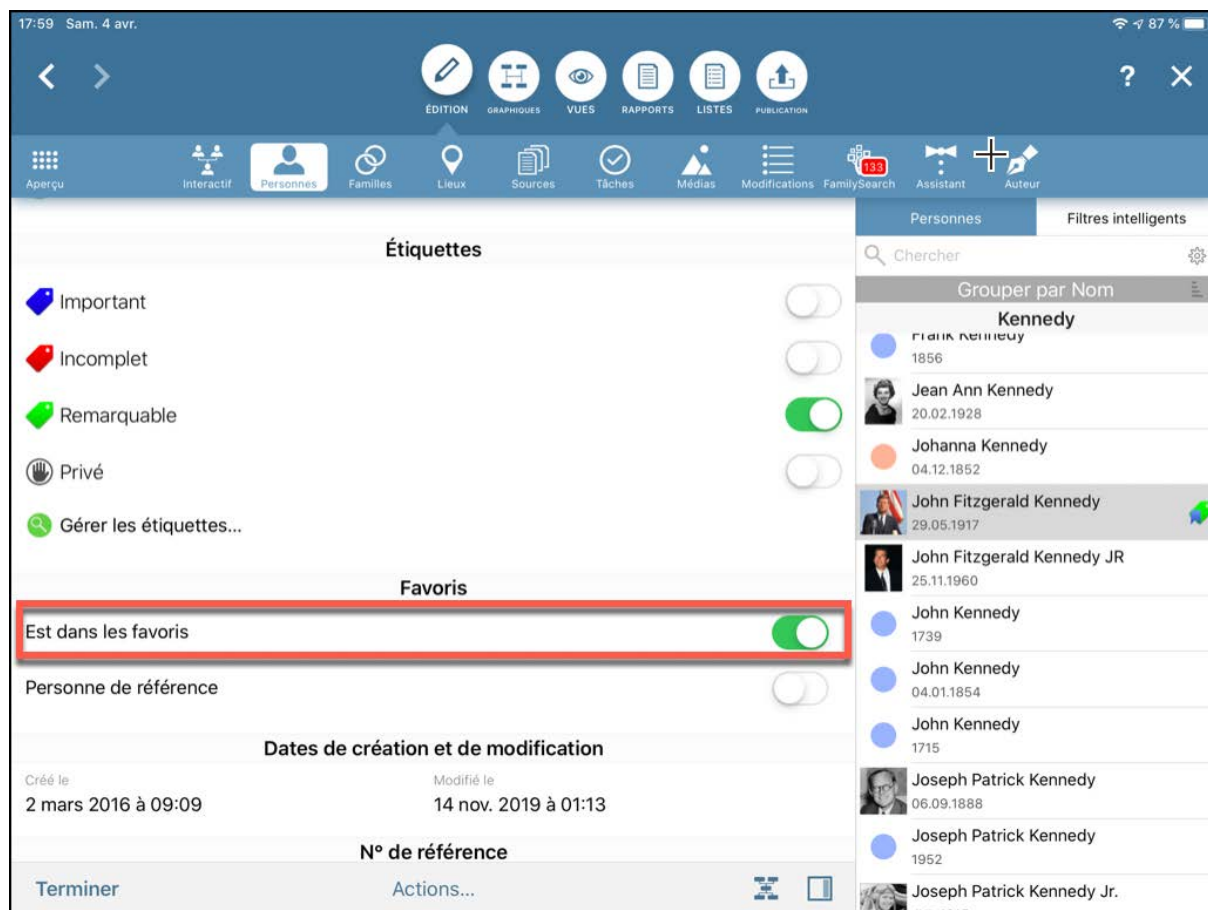 17:59 Sam. 4 avr.
87 %
? ×
ÉDITION GRAPHIQUES VUES RAPPORTS LISTES PUBLICATION
Aperçu Interactif Personnes Familles Lieux Sources Tâches Médias Modifications FamilySearch Assistant Auteur
133
Étiquettes
Important
Incomplet
Remarquable
Privé
Gérer les étiquettes...
Favoris
Est dans les favoris
Personne de référence
Dates de création et de modification
Créé le Modifié le
2 mars 2016 à 09:09 14 nov. 2019 à 01:13
N° de référence
Terminer Actions...
Personnes Filtres intelligents
Chercher
Grouper par Nom
Kennedy
Frank Kennedy
1856
Jean Ann Kennedy
20.02.1928
Johanna Kennedy
04.12.1852
John Fitzgerald Kennedy
29.05.1917
John Fitzgerald Kennedy JR
25.11.1960
John Kennedy
1739
John Kennedy
04.01.1854
John Kennedy
1715
Joseph Patrick Kennedy
06.09.1888
Joseph Patrick Kennedy
1952
Joseph Patrick Kennedy Jr.